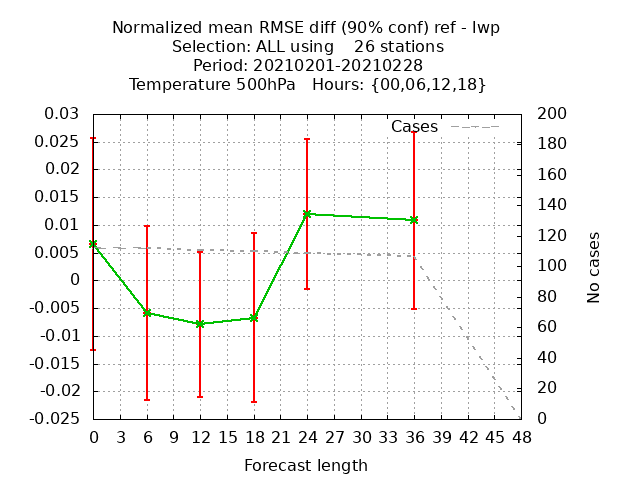 Normalized mean RMSE diff (90% conf) ref - lwp
Selection: ALL using    26 stations
Period: 20210201-20210228
Temperature 500hPa   Hours: {00,06,12,18}
Cases
0.03
0.025
0.02
0.015
0.01
0.005
0
-0.005
-0.01
-0.015
-0.02
-0.025
200
180
160
140
120
100
80
60
40
20
0
No cases
0 3 6 9 12 15 18 21 24 27 30 33 36 39 42 45 48
Forecast length